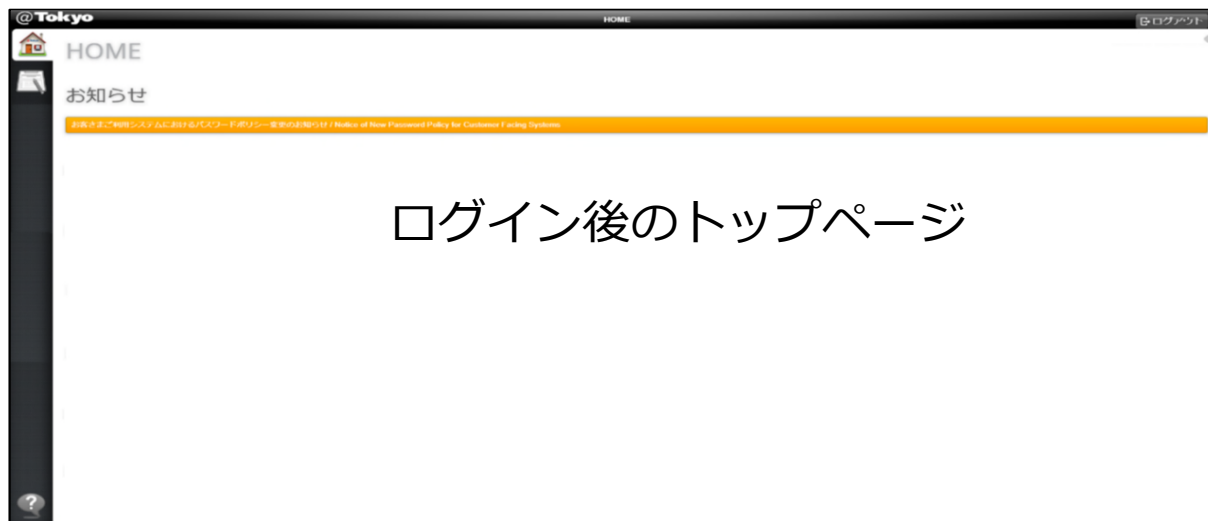 @Tokyo
HOME
ログアウト
HOME
お知らせ
お客さまご利用システムにおけるパスワードポリシー変更のお知らせ / Notice of New Password Policy for Customer Facing Systems
ログイン後のトップページ
?